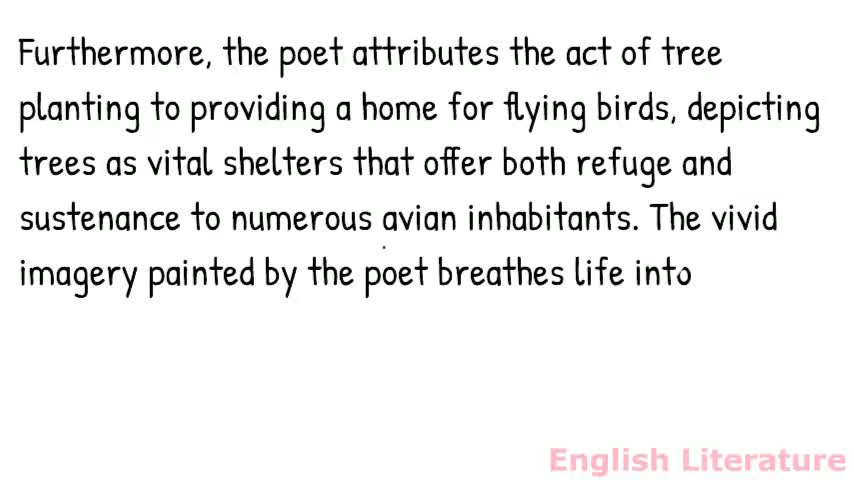 Furthermore, the poet attributes the act of tree
planting to providing a home for flying birds, depicting
trees as vital shelters that offer both refuge and
sustenance to numerous avian inhabitants. The vivid
imagery painted by the poet breathes life into
English Literature